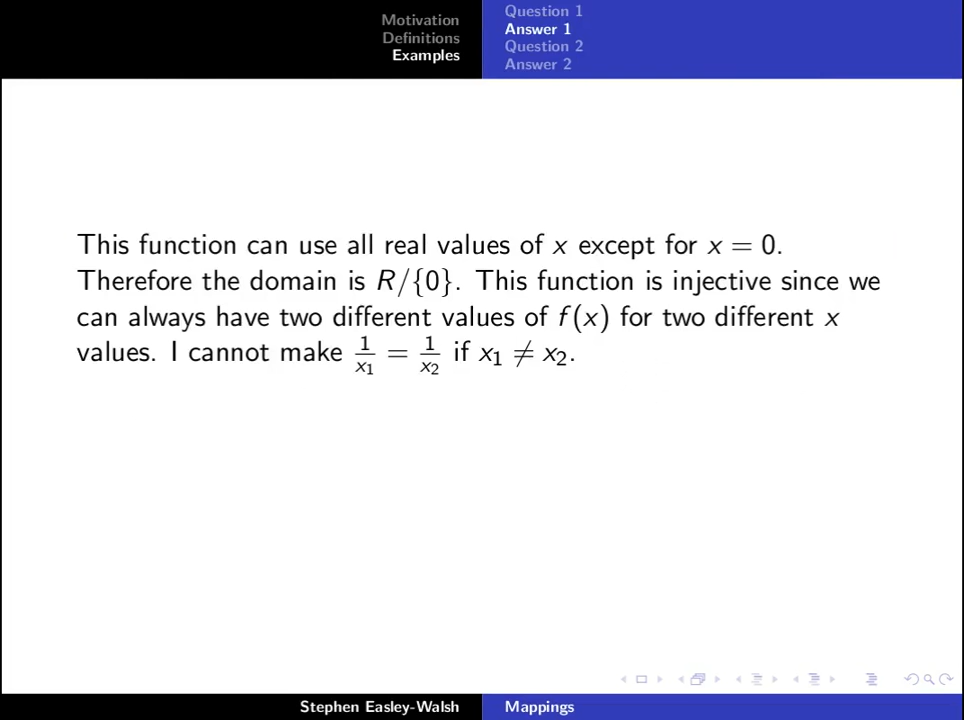 Motivation
Definitions
Examples
Question 1
Answer 1
Question 2
Answer 2
This function can use all real values of x except for x = 0.
Therefore the domain is R/{0}. This function is injective since we
can always have two different values of f(x) for two different x
values. I cannot make 1/x₁ = 1/x₂ if x₁ ≠ x₂.
Stephen Easley-Walsh
Mappings